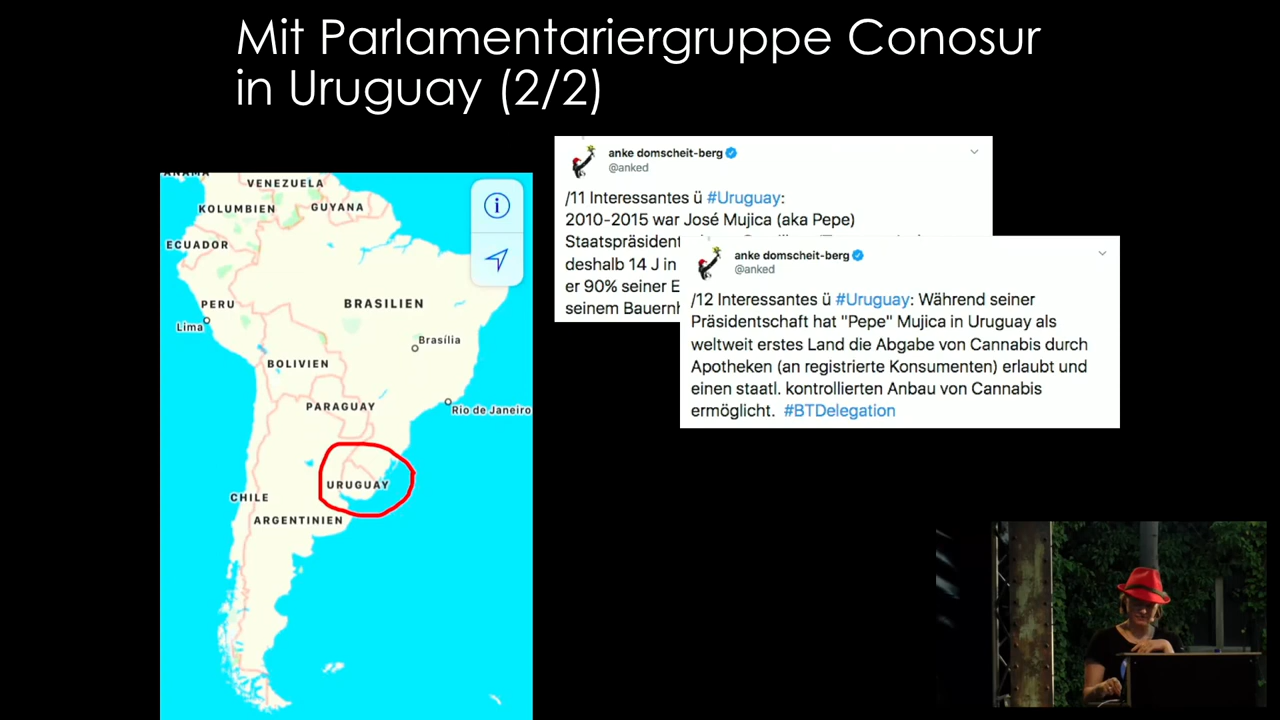 Mit Parlamentariergruppe Conosur
in Uruguay (2/2)
anke domscheit-berg
@anked
/11 Interessantes ü #Uruguay:
2010-2015 war José Mujica (aka Pepe)
Staatspräsident
deshalb 14 J in
er 90% seiner E
seinem Bauernh
anke domscheit-berg
@anked
/12 Interessantes ü #Uruguay: Während seiner
Präsidentschaft hat "Pepe" Mujica in Uruguay als
weltweit erstes Land die Abgabe von Cannabis durch
Apotheken (an registrierte Konsumenten) erlaubt und
einen staatl. kontrollierten Anbau von Cannabis
ermöglicht. #BTDelegation
VENEZUELA
KOLUMBIEN
GUYANA
ECUADOR
PERU
Lima
BRASILIEN
Brasília
BOLIVIEN
PARAGUAY
Rio de Janeiro
URUGUAY
CHILE
ARGENTINIEN